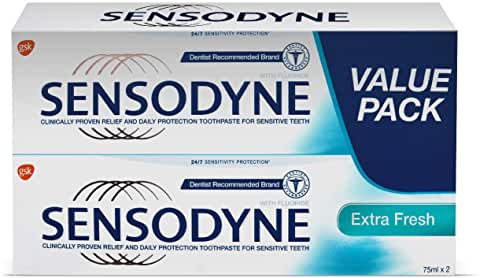 24/7 SENSITIVITY PROTECTION*
gsk
Dentist Recommended Brand
WITH FLUORIDE
SENSODYNE
CLINICALLY PROVEN RELIEF AND DAILY PROTECTION TOOTHPASTE FOR SENSITIVE TEETH
VALUE
PACK
24/7 SENSITIVITY PROTECTION*
gsk
Dentist Recommended Brand
WITH FLUORIDE
SENSODYNE
CLINICALLY PROVEN RELIEF AND DAILY PROTECTION TOOTHPASTE FOR SENSITIVE TEETH
Extra Fresh
75ml x 2